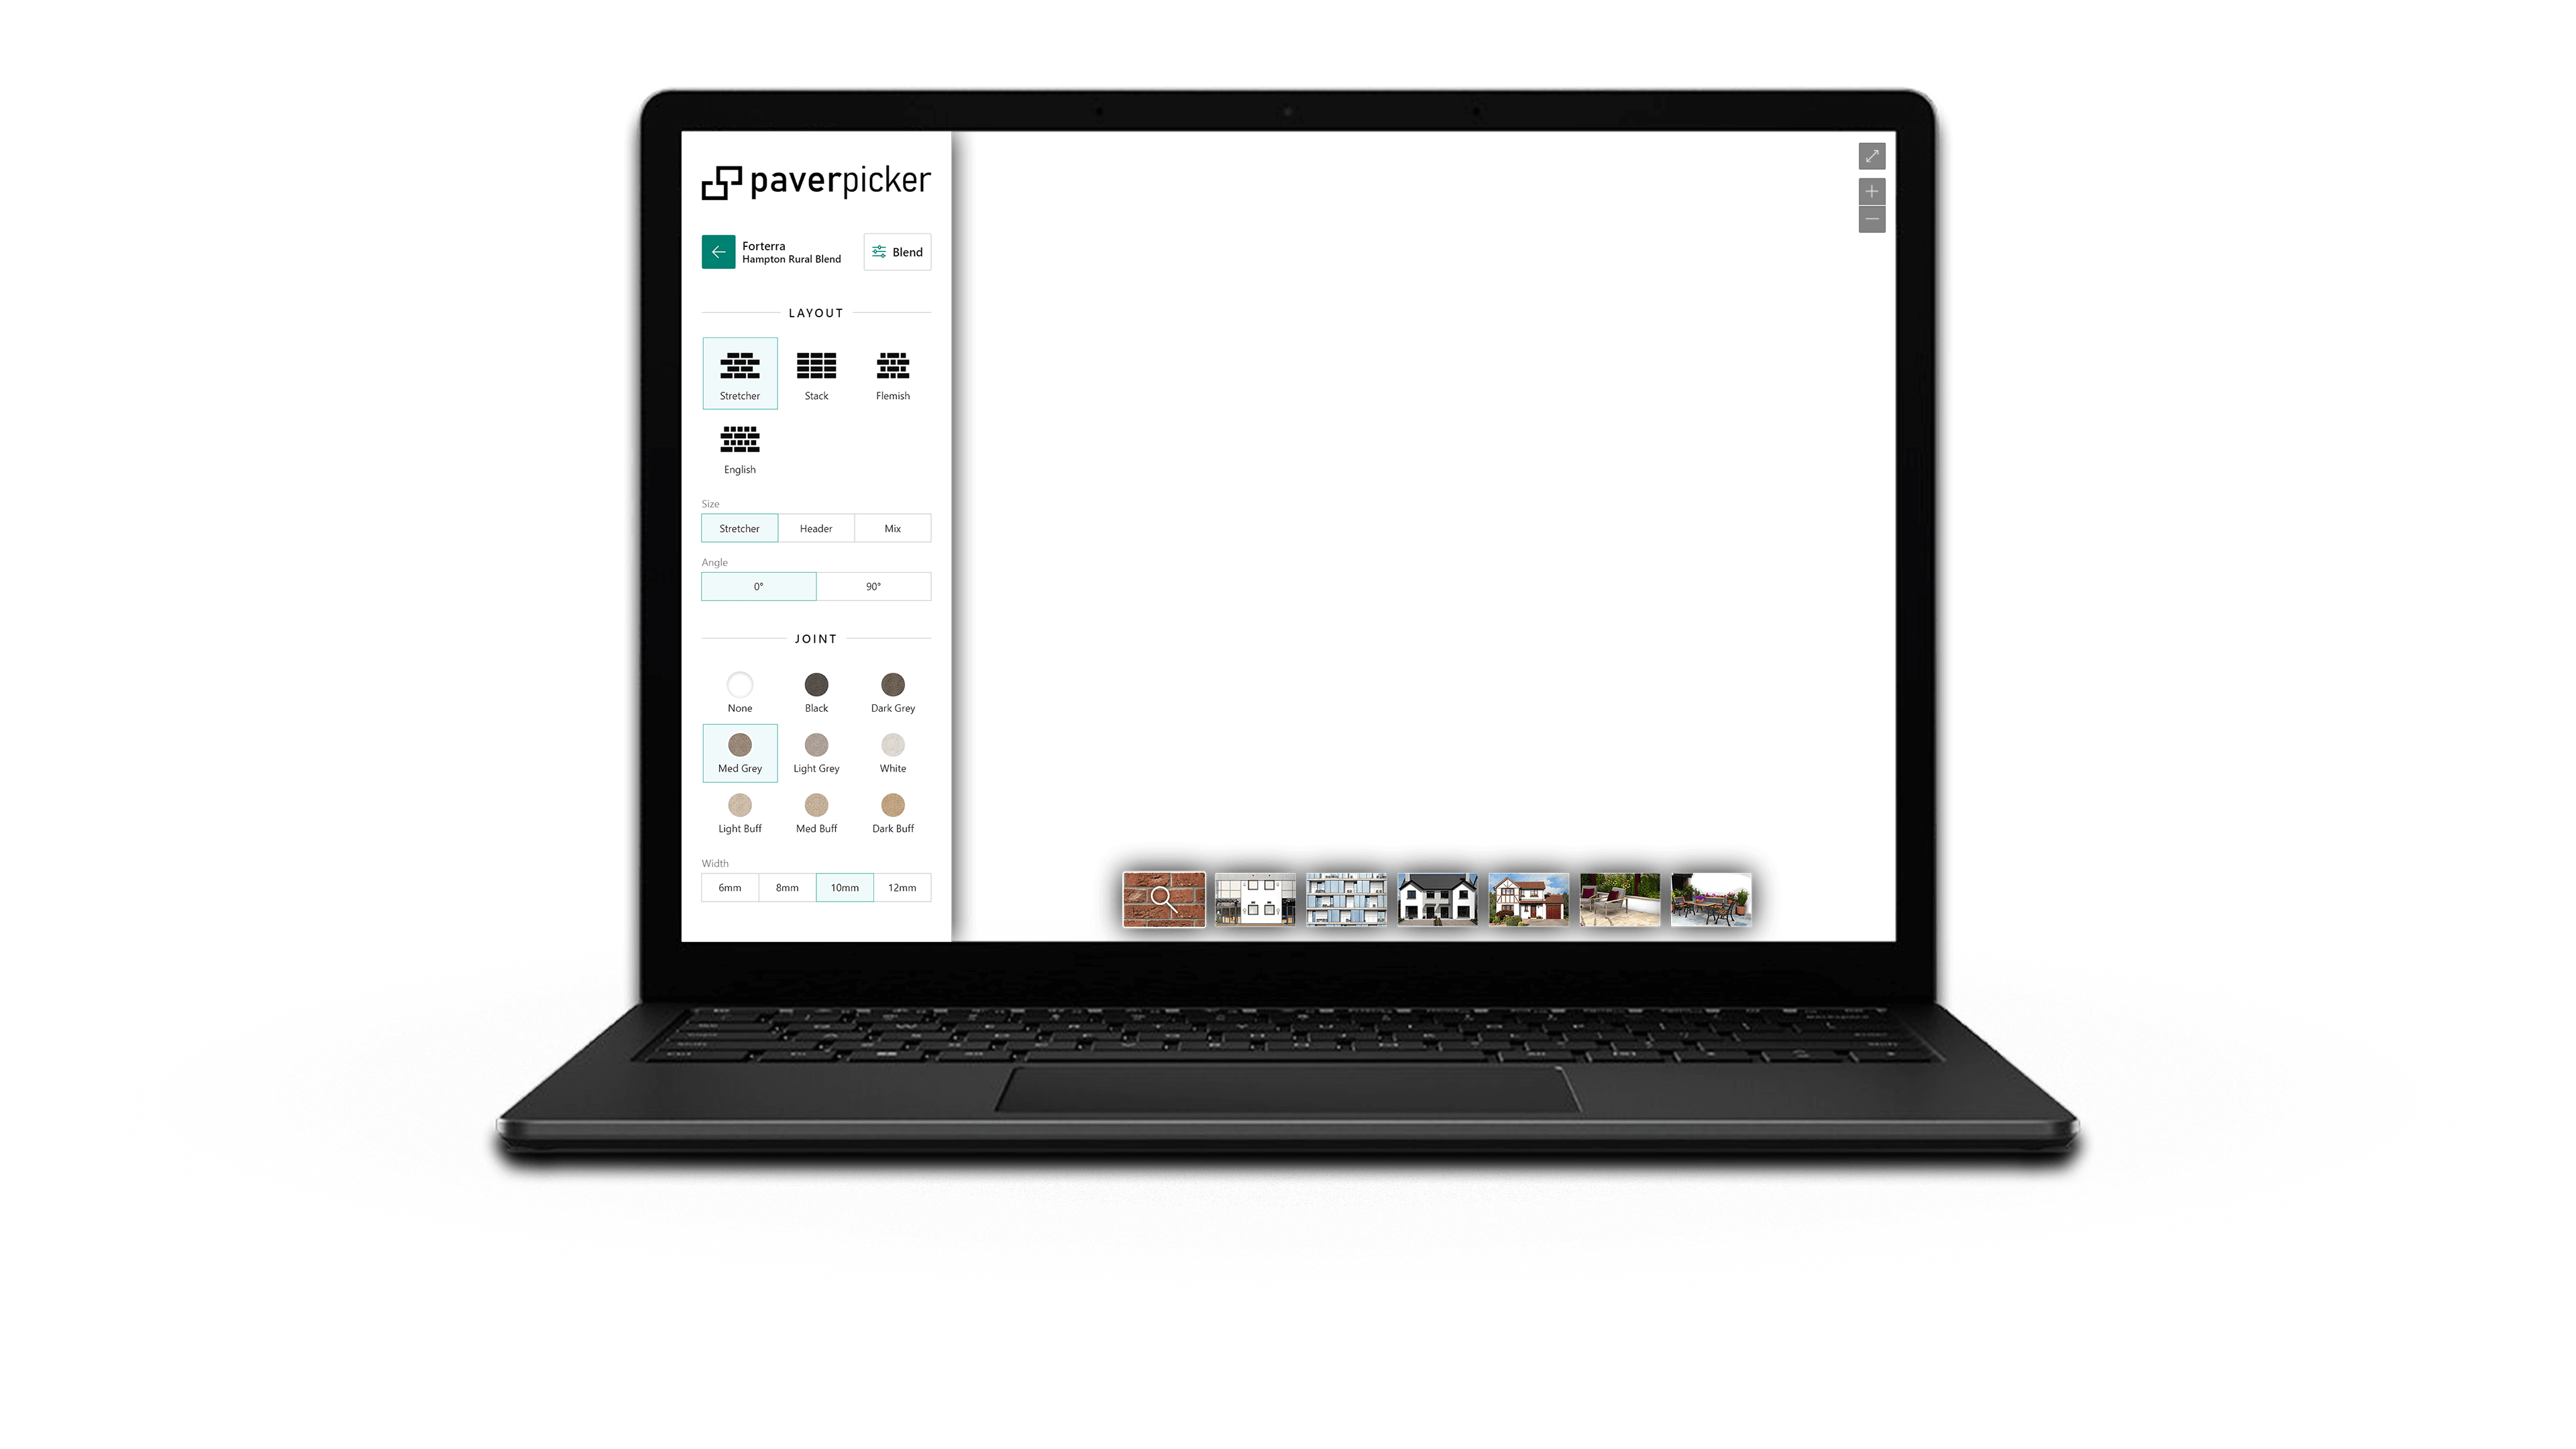 paverpicker
Forterra
Hampton Rural Blend
Blend
LAYOUT
Stretcher
Stack
Flemish
English
Size
Stretcher
Header
Mix
Angle
0°
90°
JOINT
None
Black
Dark Grey
Med Grey
Light Grey
White
Light Buff
Med Buff
Dark Buff
Width
6mm
8mm
10mm
12mm